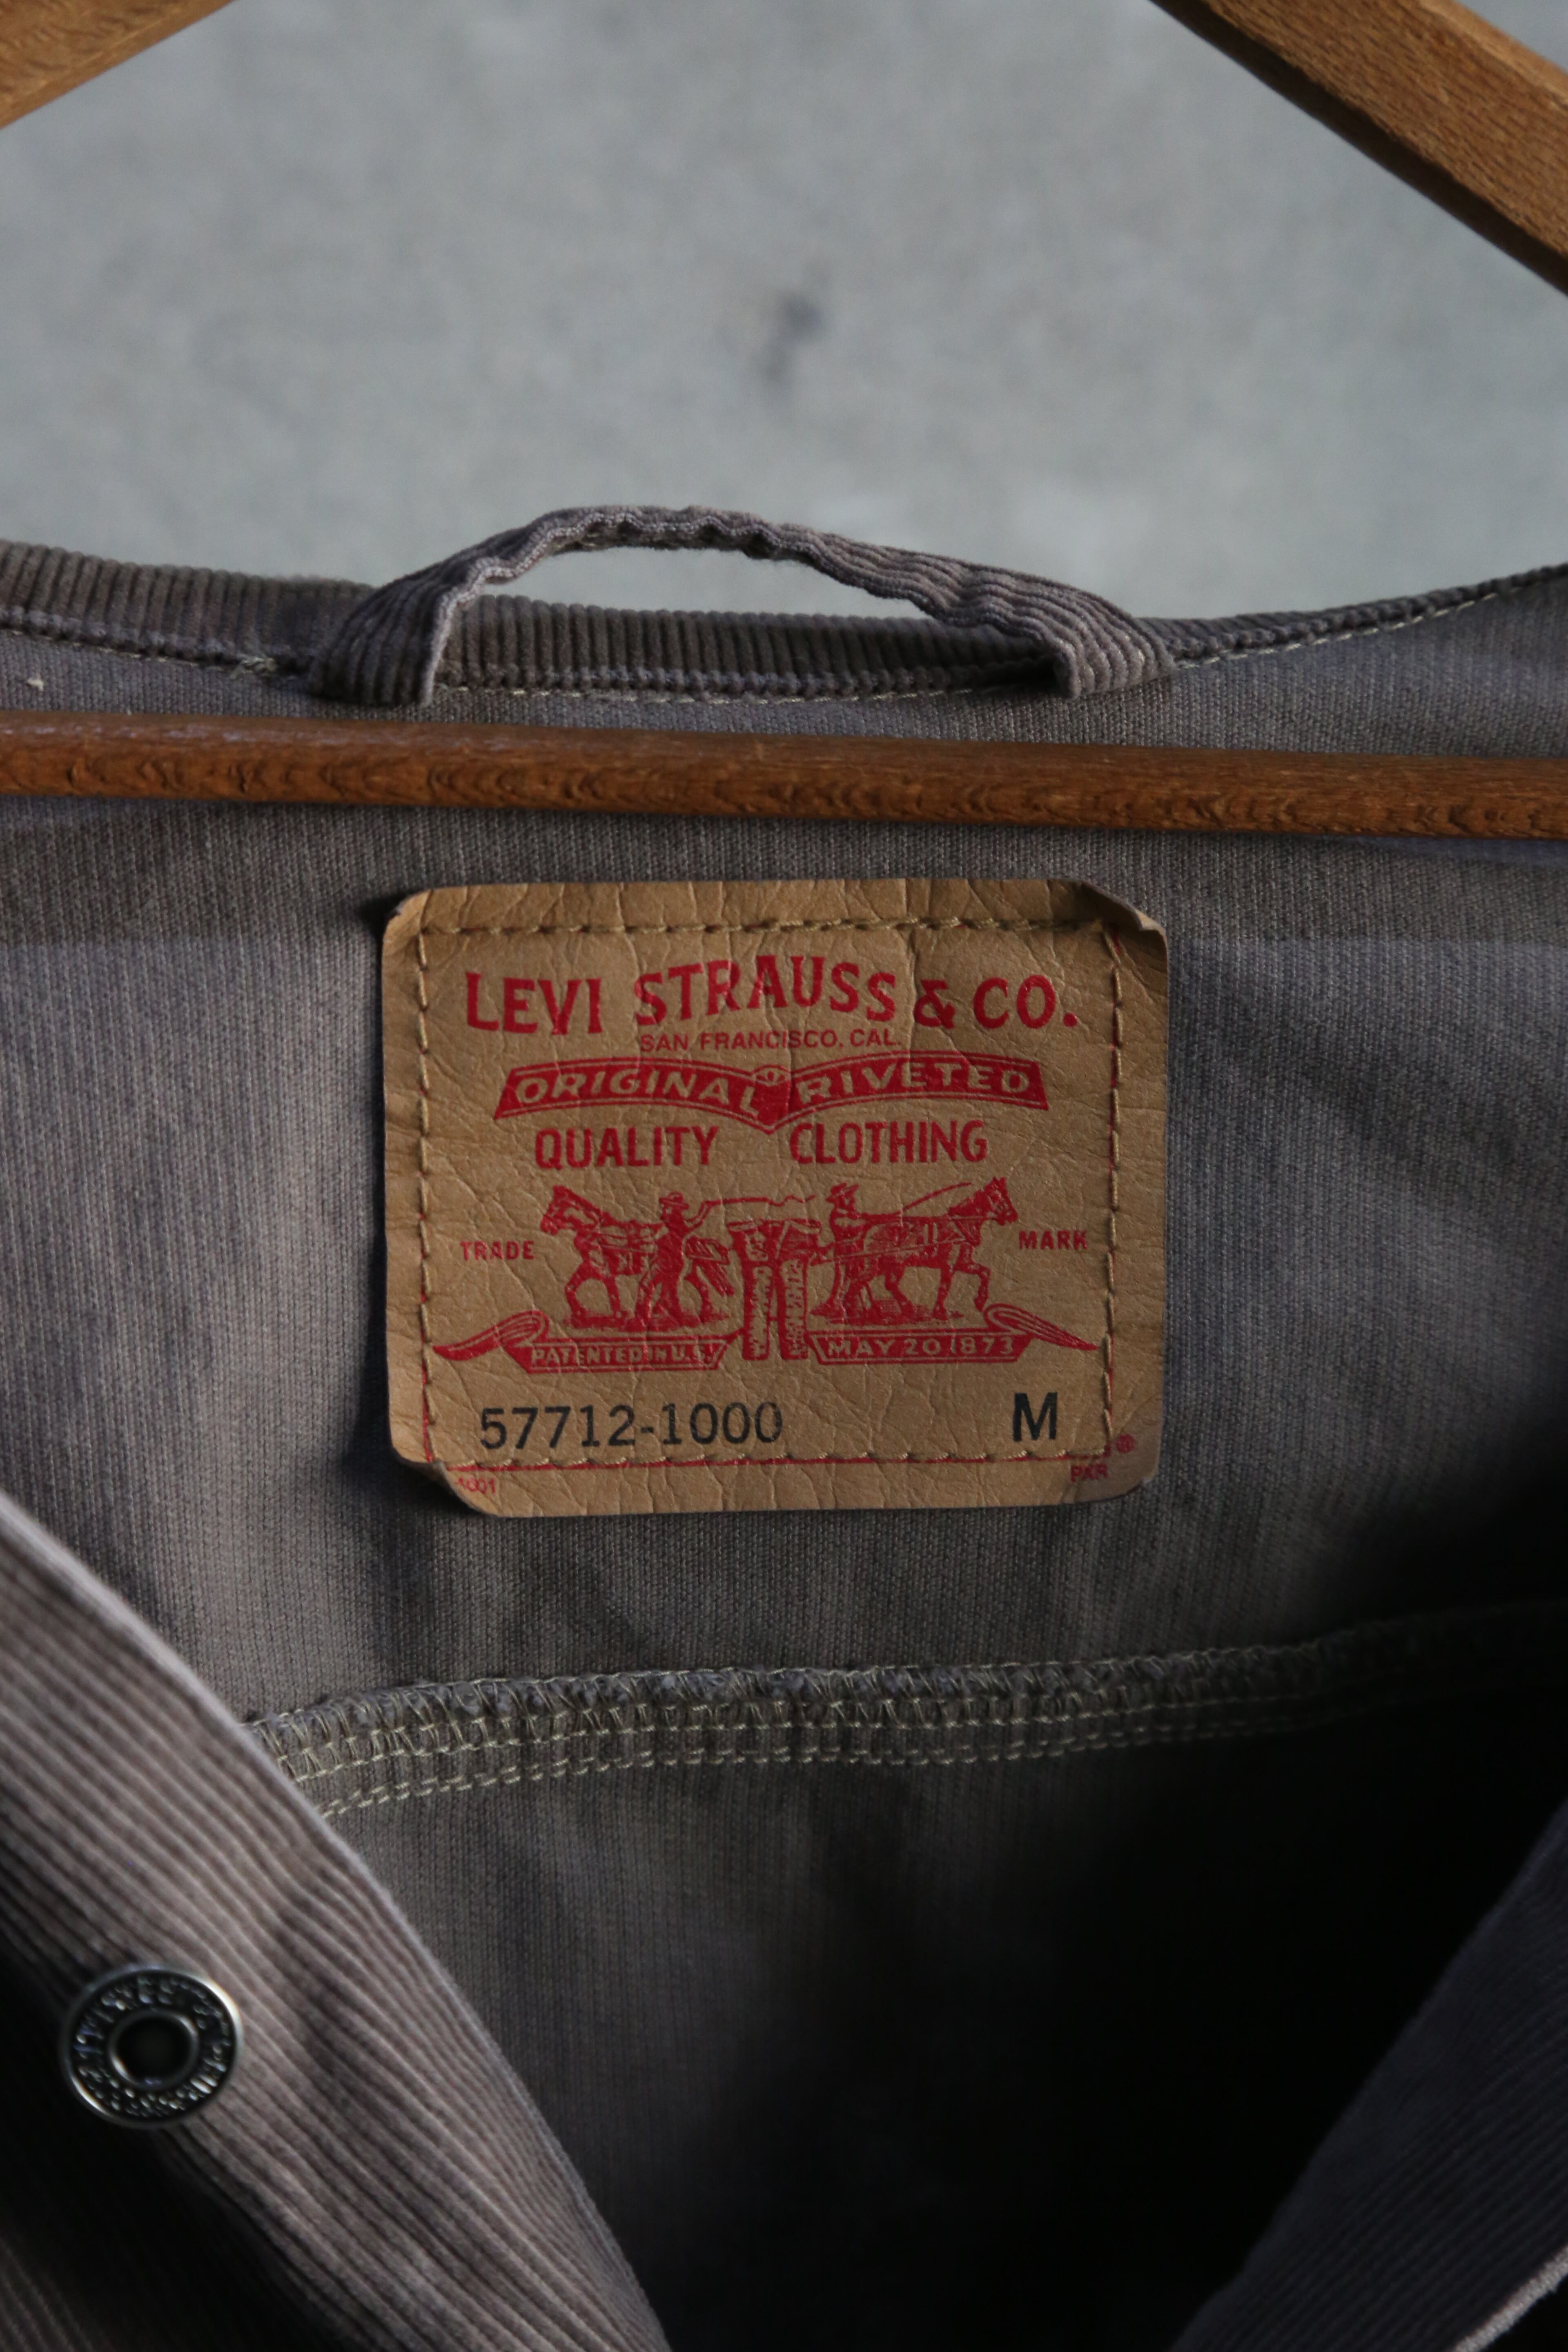 LEVI STRAUSS & CO.
SAN FRANCISCO, CAL.
ORIGINAL RIVETED
QUALITY CLOTHING
TRADE MARK
PATENTED IN U.S. MAY 20 1873
57712-1000 M
®